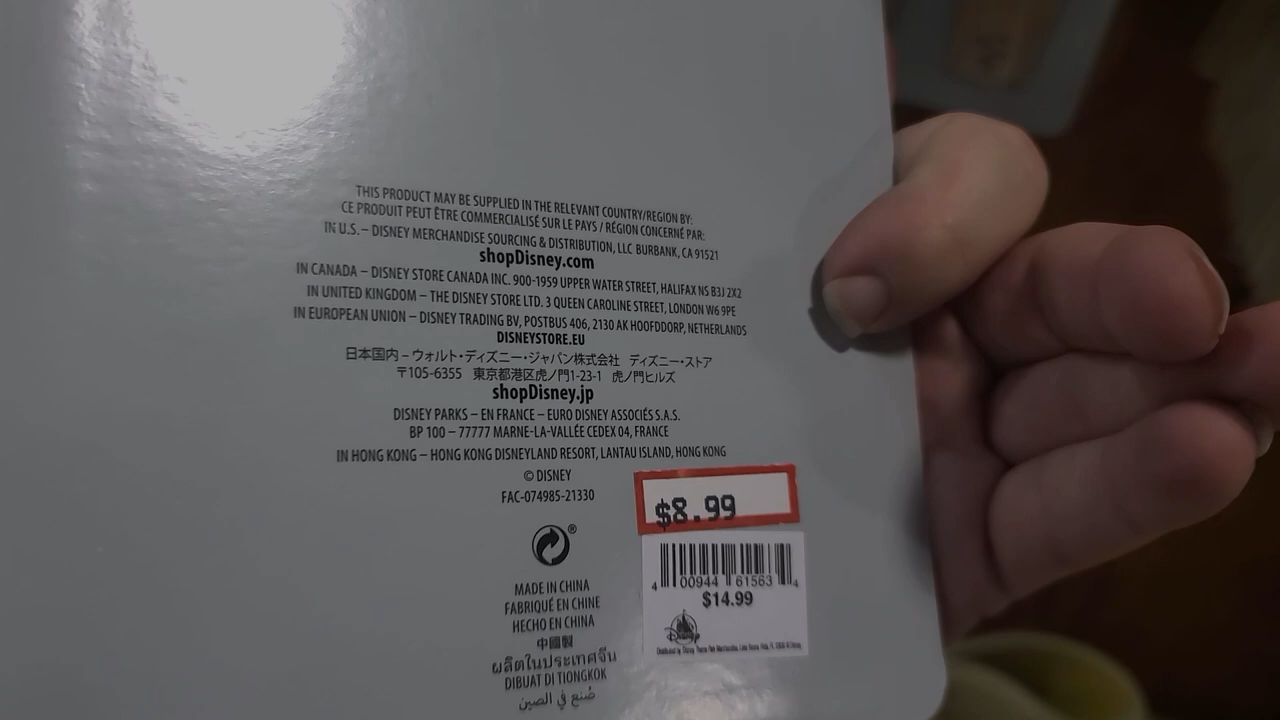 THIS PRODUCT MAY BE SUPPLIED IN THE RELEVANT COUNTRY/REGION BY:
CE PRODUIT PEUT ÊTRE COMMERCIALISÉ SUR LE PAYS / RÉGION CONCERNÉ PAR:
IN U.S. – DISNEY MERCHANDISE SOURCING & DISTRIBUTION, LLC BURBANK, CA 91521
shopDisney.com
IN CANADA – DISNEY STORE CANADA INC. 900-1959 UPPER WATER STREET, HALIFAX NS B3J 2X2
IN UNITED KINGDOM – THE DISNEY STORE LTD. 3 QUEEN CAROLINE STREET, LONDON W6 9PE
IN EUROPEAN UNION – DISNEY TRADING BV, POSTBUS 406, 2130 AK HOOFDDORP, NETHERLANDS
DISNEYSTORE.EU
日本国内 – ウォルト・ディズニー・ジャパン株式会社 ディズニー・ストア
〒105-6355 東京都港区虎ノ門1-23-1 虎ノ門ヒルズ
shopDisney.jp
DISNEY PARKS – EN FRANCE – EURO DISNEY ASSOCIÉS S.A.S.
BP 100 – 77777 MARNE-LA-VALLÉE CEDEX 04, FRANCE
IN HONG KONG – HONG KONG DISNEYLAND RESORT, LANTAU ISLAND, HONG KONG
© DISNEY
FAC-074985-21330
$8.99
®
4 00944 61563 4
$14.99
Disney
MADE IN CHINA
FABRIQUÉ EN CHINE
HECHO EN CHINA
中國製
ผลิตในประเทศจีน
DIBUAT DI TIONGKOK
صُنع في الصين